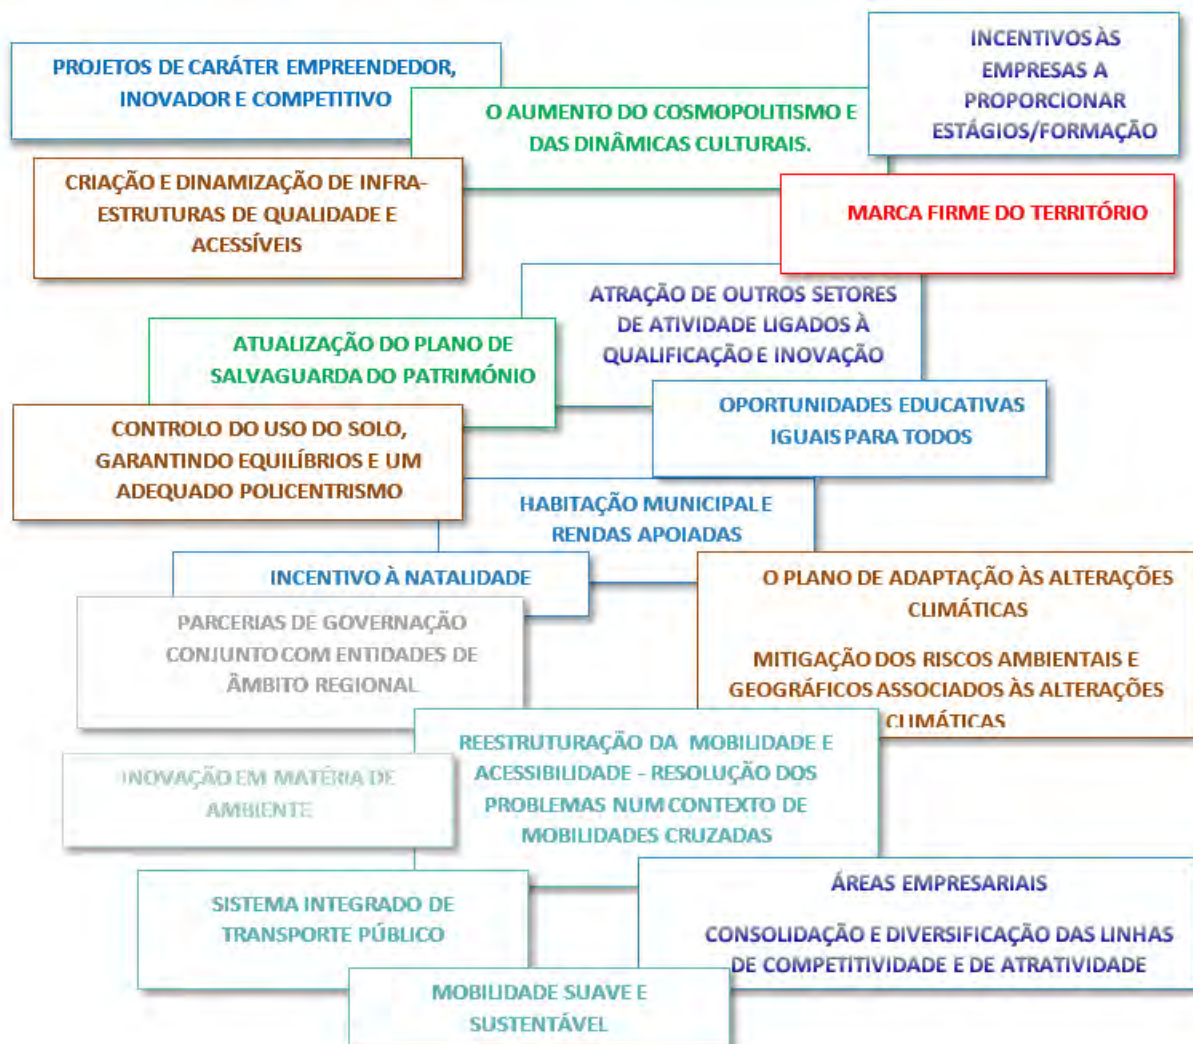 PROJETOS DE CARÁTER EMPREENDEDOR,
INOVADOR E COMPETITIVO
O AUMENTO DO COSMOPOLITISMO E
DAS DINÂMICAS CULTURAIS.
INCENTIVOS ÀS
EMPRESAS A
PROPORCIONAR
ESTÁGIOS/FORMAÇÃO
CRIAÇÃO E DINAMIZAÇÃO DE INFRA-
ESTRUTURAS DE QUALIDADE E
ACESSÍVEIS
MARCA FIRME DO TERRITÓRIO
ATRAÇÃO DE OUTROS SETORES
DE ATIVIDADE LIGADOS À
QUALIFICAÇÃO E INOVAÇÃO
ATUALIZAÇÃO DO PLANO DE
SALVAGUARDA DO PATRIMÓNIO
OPORTUNIDADES EDUCATIVAS
IGUAIS PARA TODOS
CONTROLO DO USO DO SOLO,
GARANTINDO EQUILÍBRIOS E UM
ADEQUADO POLICENTRISMO
HABITAÇÃO MUNICIPAL E
RENDAS APOIADAS
INCENTIVO À NATALIDADE
O PLANO DE ADAPTAÇÃO ÀS ALTERAÇÕES
CLIMÁTICAS
MITIGAÇÃO DOS RISCOS AMBIENTAIS E
GEOGRÁFICOS ASSOCIADOS ÀS ALTERAÇÕES
CLIMÁTICAS
PARCERIAS DE GOVERNAÇÃO
CONJUNTO COM ENTIDADES DE
ÂMBITO REGIONAL
REESTRUTURAÇÃO DA MOBILIDADE E
ACESSIBILIDADE - RESOLUÇÃO DOS
PROBLEMAS NUM CONTEXTO DE
MOBILIDADES CRUZADAS
INOVAÇÃO EM MATÉRIA DE
AMBIENTE
SISTEMA INTEGRADO DE
TRANSPORTE PÚBLICO
ÁREAS EMPRESARIAIS
CONSOLIDAÇÃO E DIVERSIFICAÇÃO DAS LINHAS
DE COMPETITIVIDADE E DE ATRATIVIDADE
MOBILIDADE SUAVE E
SUSTENTÁVEL